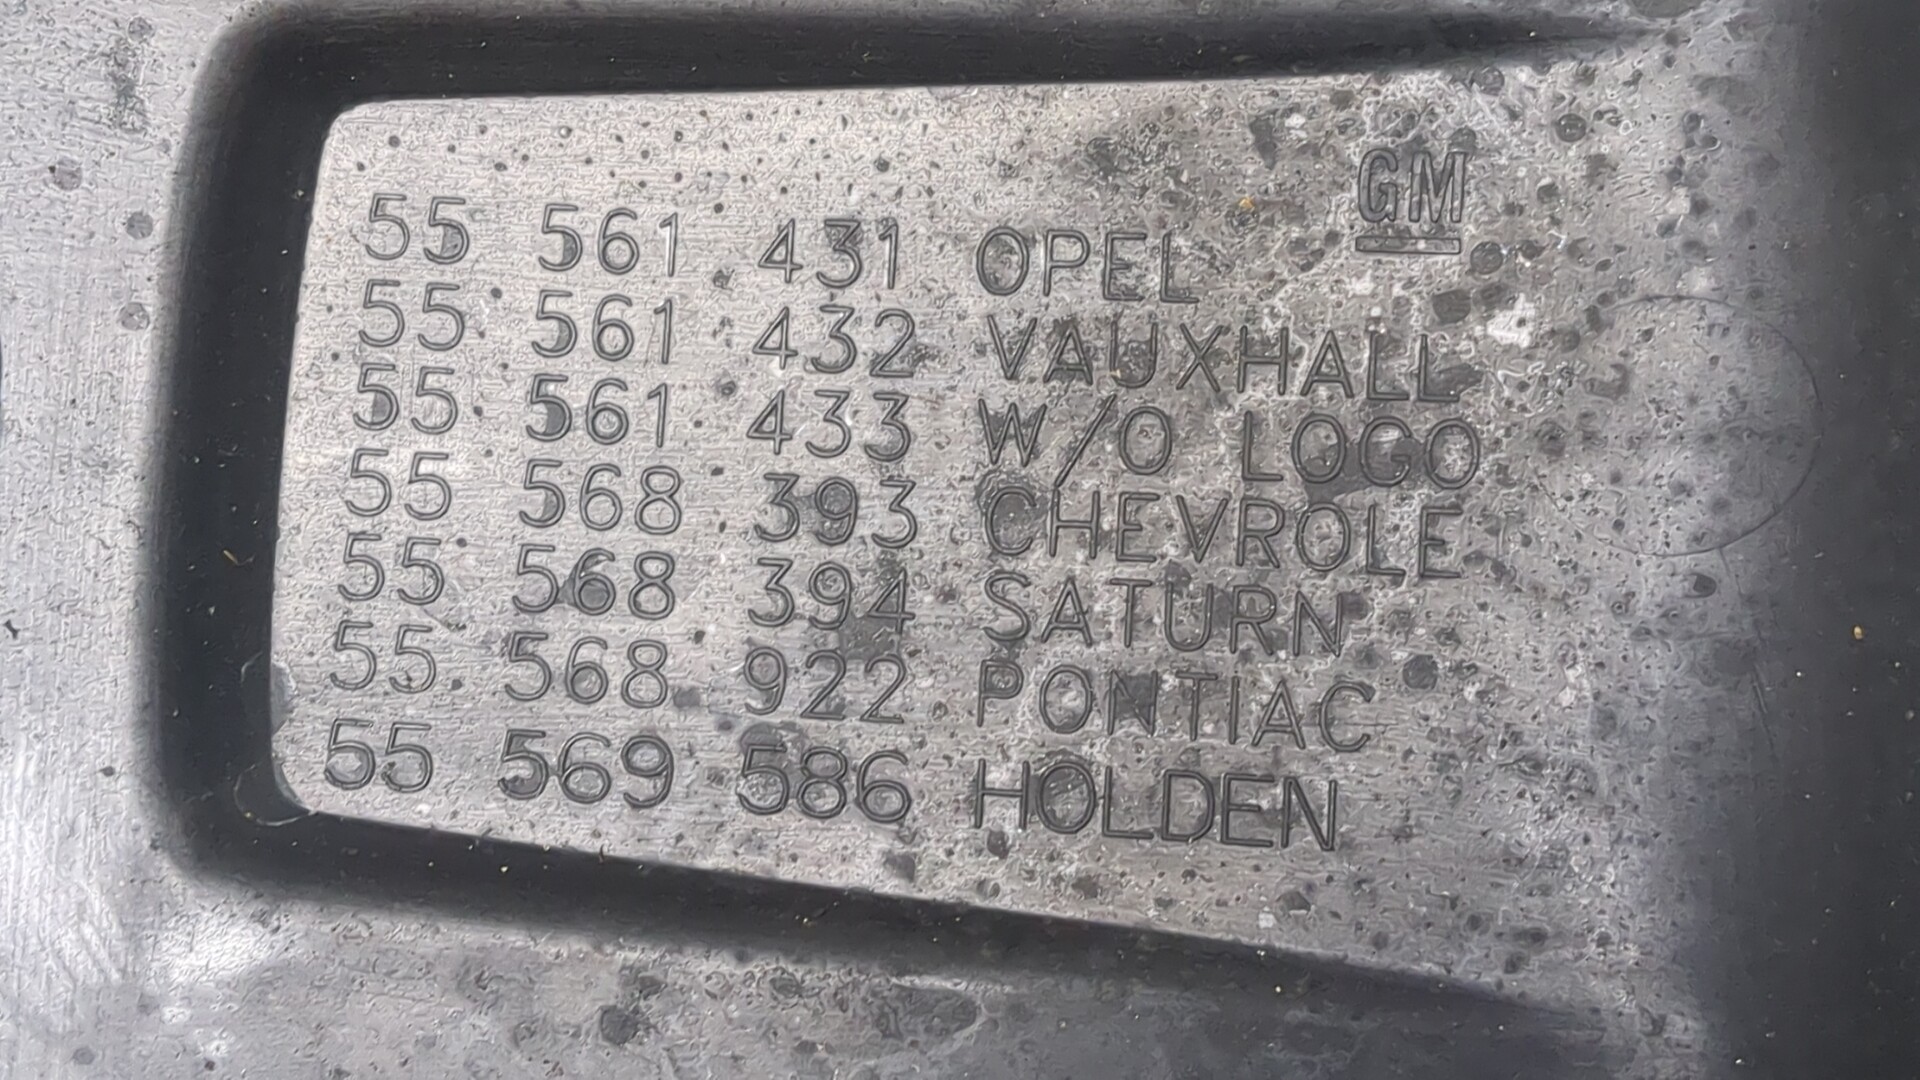 GM
55 561 431 OPEL
55 561 432 VAUXHALL
55 561 433 W/O LOGO
55 568 393 CHEVROLE
55 568 394 SATURN
55 568 922 PONTIAC
55 569 586 HOLDEN